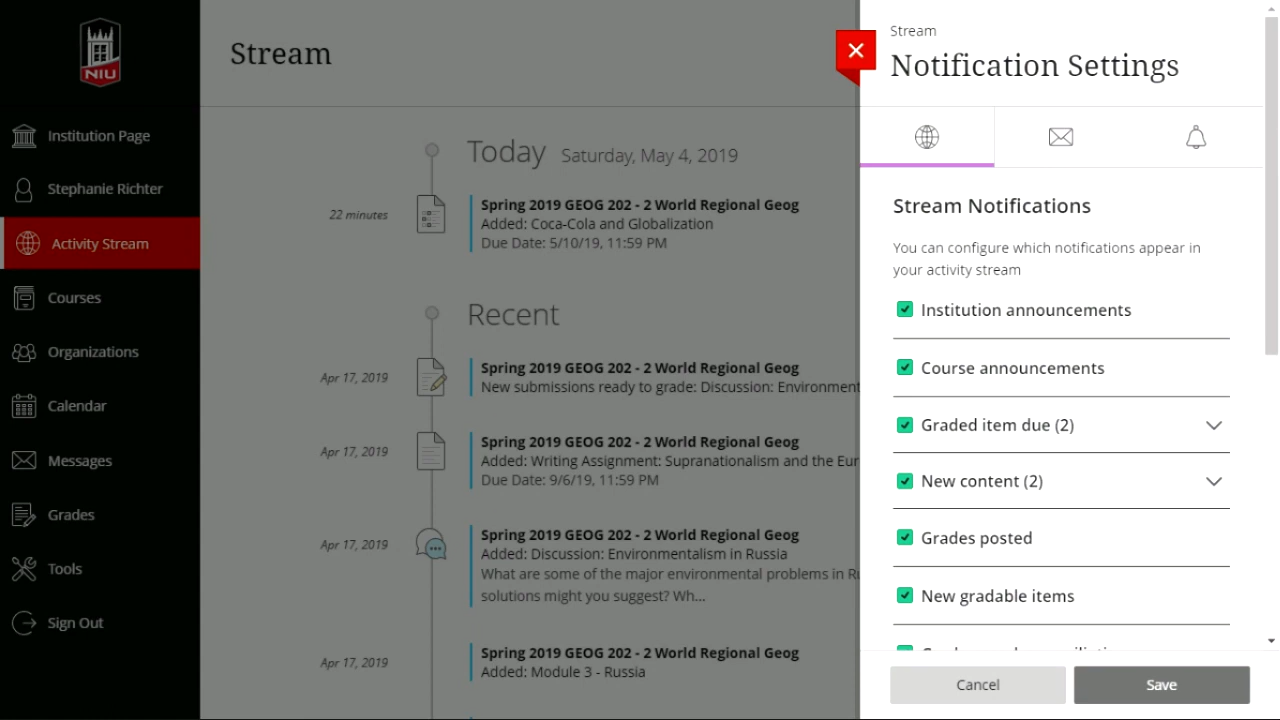 NIU
Institution Page
Stephanie Richter
Activity Stream
Courses
Organizations
Calendar
Messages
Grades
Tools
Sign Out
Stream
Today Saturday, May 4, 2019
22 minutes
Spring 2019 GEOG 202 - 2 World Regional Geog
Added: Coca-Cola and Globalization
Due Date: 5/10/19, 11:59 PM
Recent
Apr 17, 2019
Spring 2019 GEOG 202 - 2 World Regional Geog
New submissions ready to grade: Discussion: Environment
Apr 17, 2019
Spring 2019 GEOG 202 - 2 World Regional Geog
Added: Writing Assignment: Supranationalism and the Eur
Due Date: 9/6/19, 11:59 PM
Apr 17, 2019
Spring 2019 GEOG 202 - 2 World Regional Geog
Added: Discussion: Environmentalism in Russia
What are some of the major environmental problems in Ru
solutions might you suggest? Wh...
Apr 17, 2019
Spring 2019 GEOG 202 - 2 World Regional Geog
Added: Module 3 - Russia
Stream
Notification Settings
Stream Notifications
You can configure which notifications appear in
your activity stream
Institution announcements
Course announcements
Graded item due (2)
New content (2)
Grades posted
New gradable items
Cancel
Save